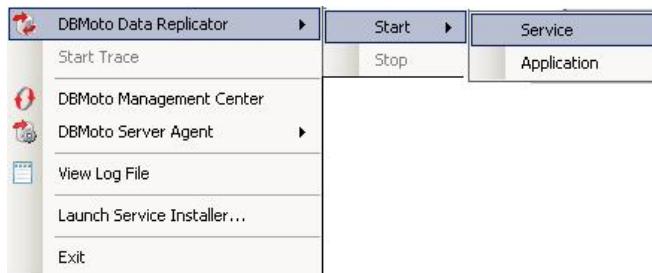 DBMoto Data Replicator
Start
Service
Start Trace
Stop
Application
DBMoto Management Center
DBMoto Server Agent
View Log File
Launch Service Installer...
Exit